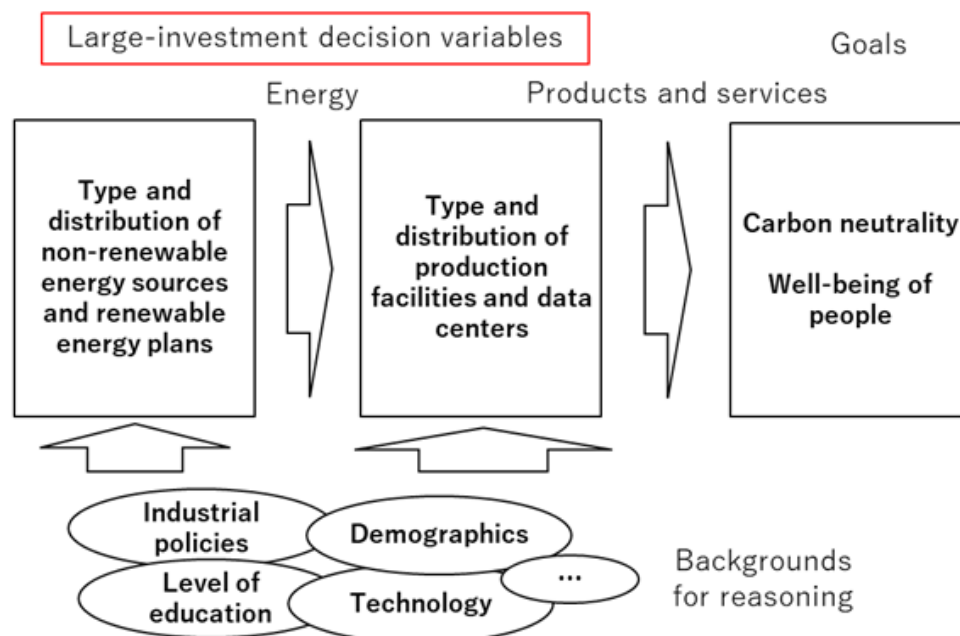 Large-investment decision variables
Goals
Energy
Products and services
Type and
distribution of
non-renewable
energy sources
and renewable
energy plans
Type and
distribution of
production
facilities and data
centers
Carbon neutrality
Well-being of
people
Industrial
policies
Demographics
Level of
education
Technology
...
Backgrounds
for reasoning